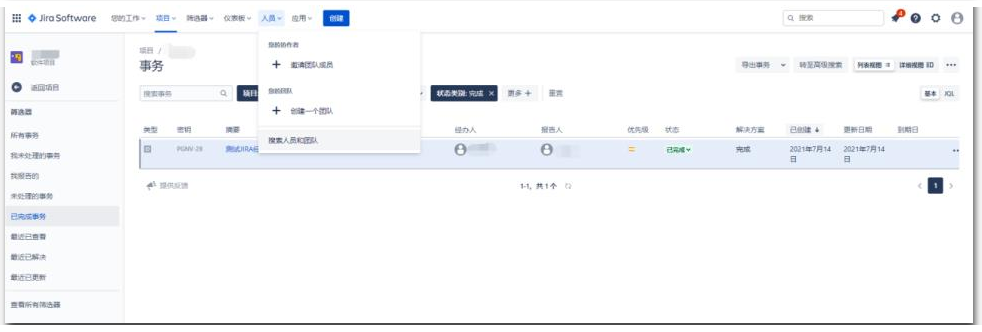 Jira Software 您的工作 项目 筛选器 仪表板 人员 应用 创建 搜索 4
软件项目
返回项目
筛选器
所有事务
我未处理的事务
我报告的
未处理的事务
已完成事务
最近已查看
最近已解决
最近已更新
查看所有筛选器
项目 /
事务
导出事务 转至高级搜索 列表视图 详细视图
搜索事务 项目 状态类别: 完成 × 更多 + 重置 基本 JQL
您的协作者
+ 邀请团队成员
您的团队
+ 创建一个团队
搜索人员和团队
类型 密钥 摘要 经办人 报告人 优先级 状态 解决方案 已创建 更新日期 到期日
PGNV-28 测试JIRA 已完成 完成 2021年7月14日 2021年7月14日
提供反馈 1-1, 共1个 < 1 >